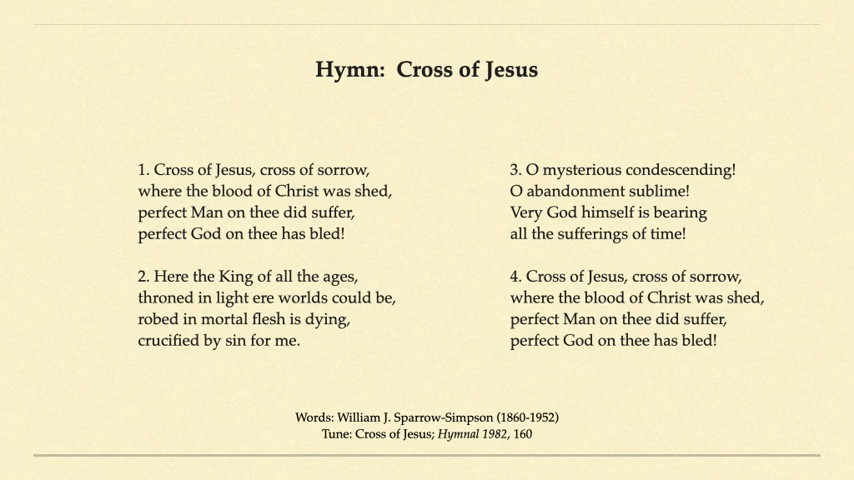 Hymn:  Cross of Jesus
1. Cross of Jesus, cross of sorrow,
where the blood of Christ was shed,
perfect Man on thee did suffer,
perfect God on thee has bled!
2. Here the King of all the ages,
throned in light ere worlds could be,
robed in mortal flesh is dying,
crucified by sin for me.
3. O mysterious condescending!
O abandonment sublime!
Very God himself is bearing
all the sufferings of time!
4. Cross of Jesus, cross of sorrow,
where the blood of Christ was shed,
perfect Man on thee did suffer,
perfect God on thee has bled!
Words: William J. Sparrow-Simpson (1860-1952)
Tune: Cross of Jesus; Hymnal 1982, 160